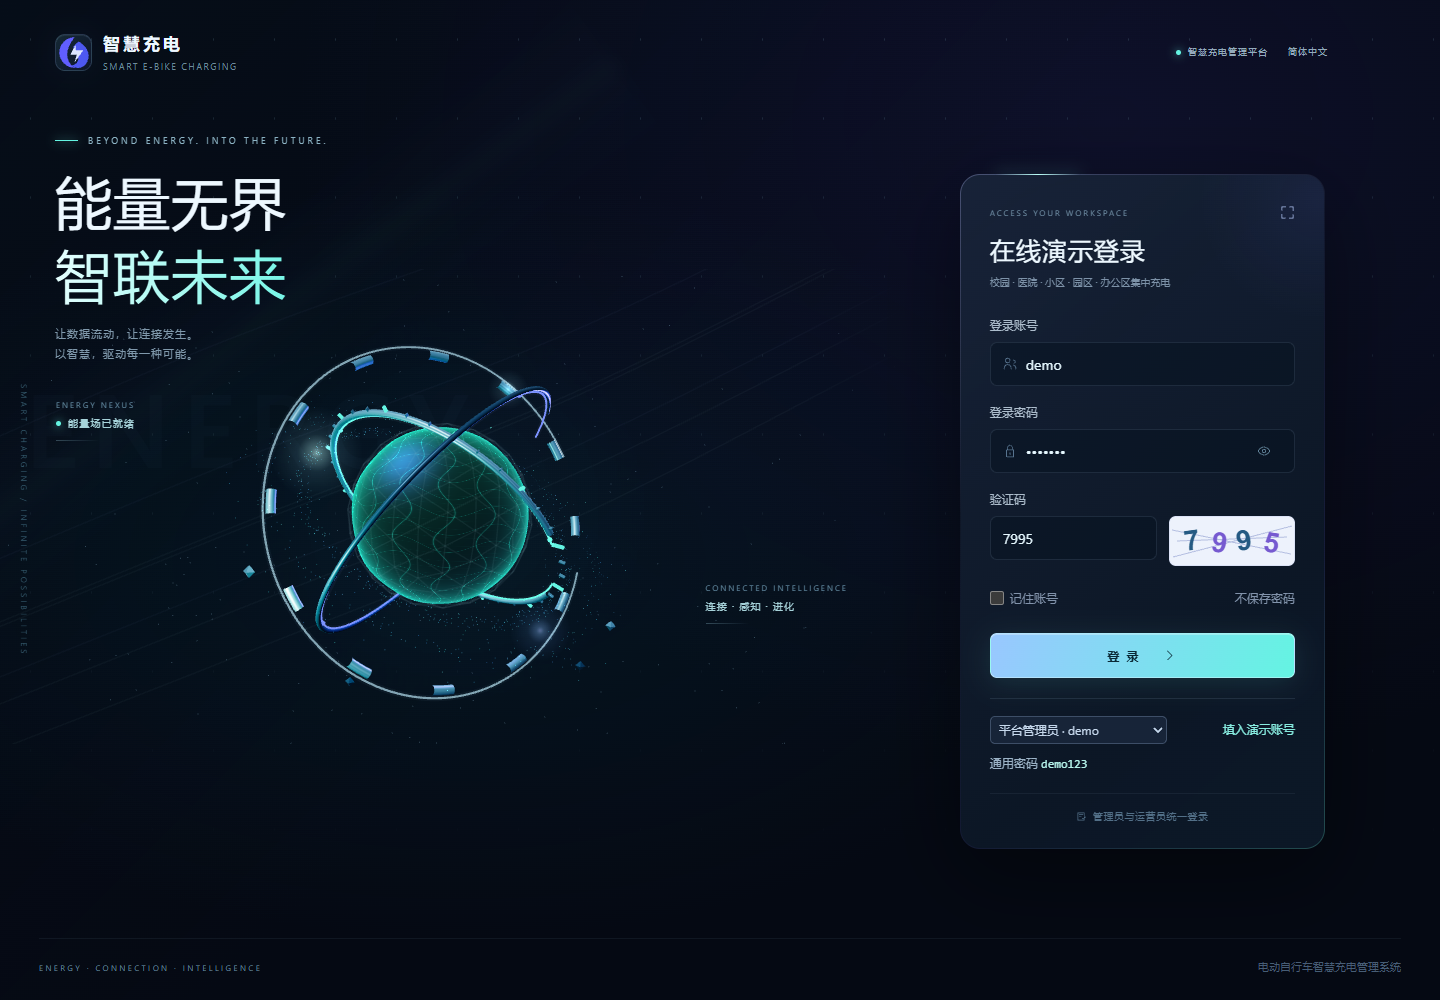 智慧充电
SMART E-BIKE CHARGING
智慧充电管理平台
简体中文
BEYOND ENERGY. INTO THE FUTURE.
能量无界
智联未来
让数据流动，让连接发生。
以智慧，驱动每一种可能。
ENERGY NEXUS
能量场已就绪
SMART CHARGING / INFINITE POSSIBILITIES
CONNECTED INTELLIGENCE
连接 · 感知 · 进化
ACCESS YOUR WORKSPACE
在线演示登录
校园 · 医院 · 小区 · 园区 · 办公区集中充电
登录账号
demo
登录密码
•••••••
验证码
7995
7995
记住账号
不保存密码
登 录
平台管理员 · demo
填入演示账号
通用密码 demo123
管理员与运营员统一登录
ENERGY · CONNECTION · INTELLIGENCE
电动自行车智慧充电管理系统